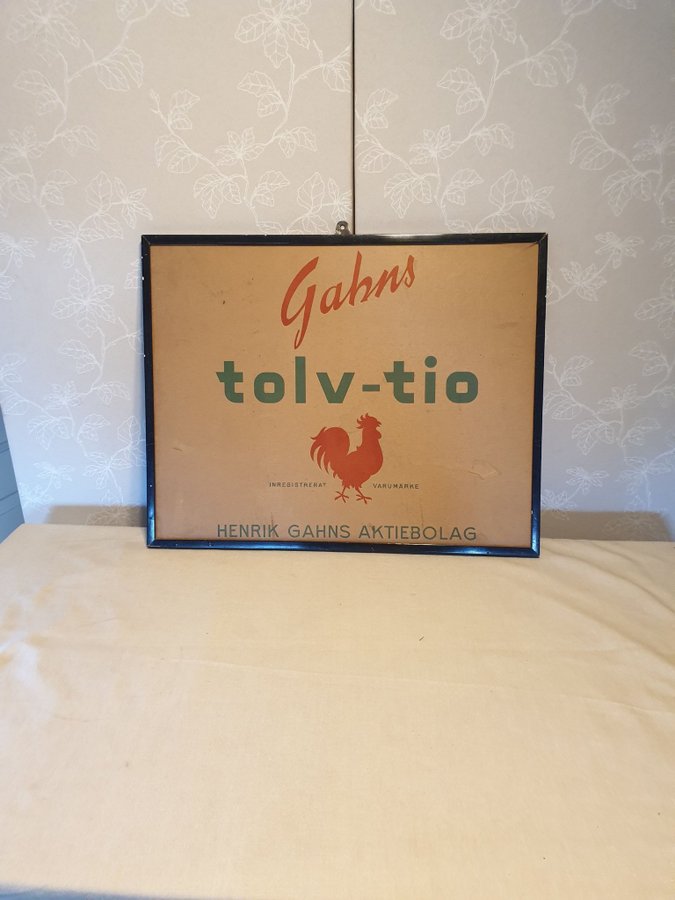 Gahns
tolv-tio
INREGISTRERAT VARUMÄRKE
HENRIK GAHNS AKTIEBOLAG